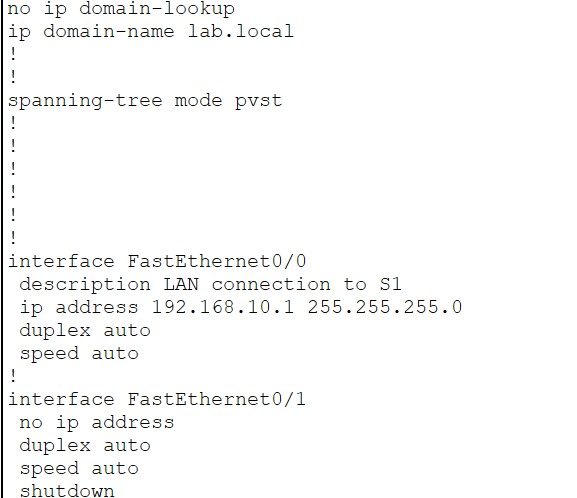 no ip domain-lookup
ip domain-name lab.local
!
!
spanning-tree mode pvst
!
!
!
!
!
!
interface FastEthernet0/0
 description LAN connection to S1
 ip address 192.168.10.1 255.255.255.0
 duplex auto
 speed auto
!
interface FastEthernet0/1
 no ip address
 duplex auto
 speed auto
 shutdown